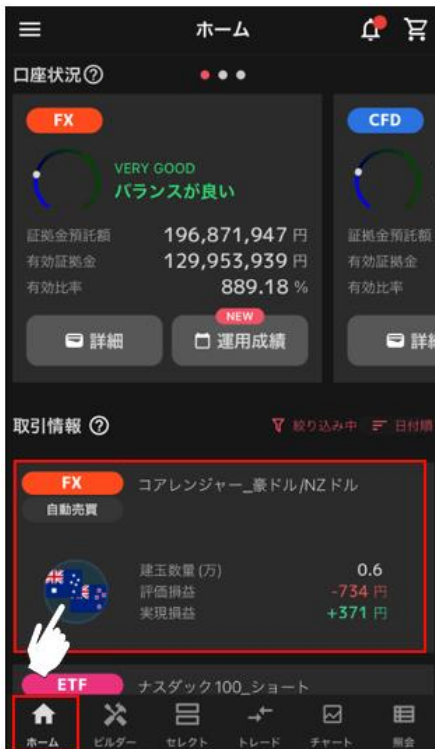 ホーム
口座状況?
FX
VERY GOOD
バランスが良い
証拠金預託額 196,871,947 円
有効証拠金 129,953,939 円
有効比率 889.18 %
NEW
詳細 運用成績
CFD
証拠金預託額
有効証拠金
有効比率
詳細
取引情報 ? 絞り込み中 日付順
FX コアレンジャー_豪ドル/NZドル
自動売買
建玉数量(万) 0.6
評価損益 -734 円
実現損益 +371 円
ETF ナスダック100_ショート
ホーム ビルダー セレクト トレード チャート 照会